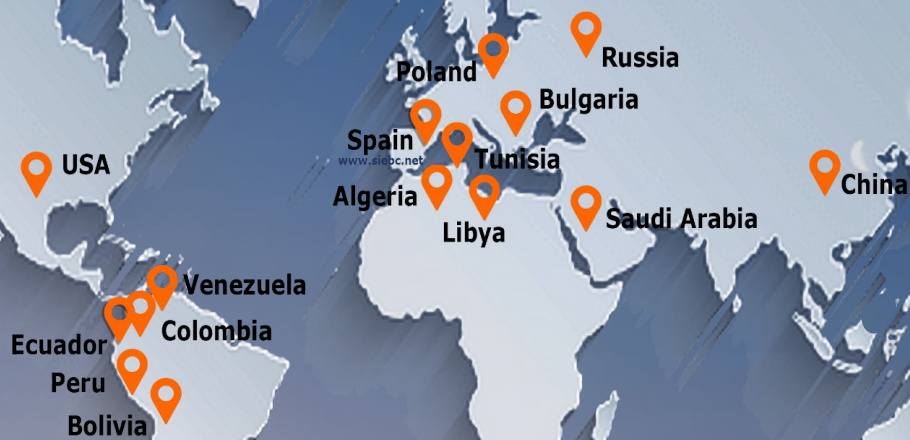 Russia
Poland
Bulgaria
Spain
www.siebc.net
Tunisia
USA
China
Algeria
Saudi Arabia
Libya
Venezuela
Colombia
Ecuador
Peru
Bolivia